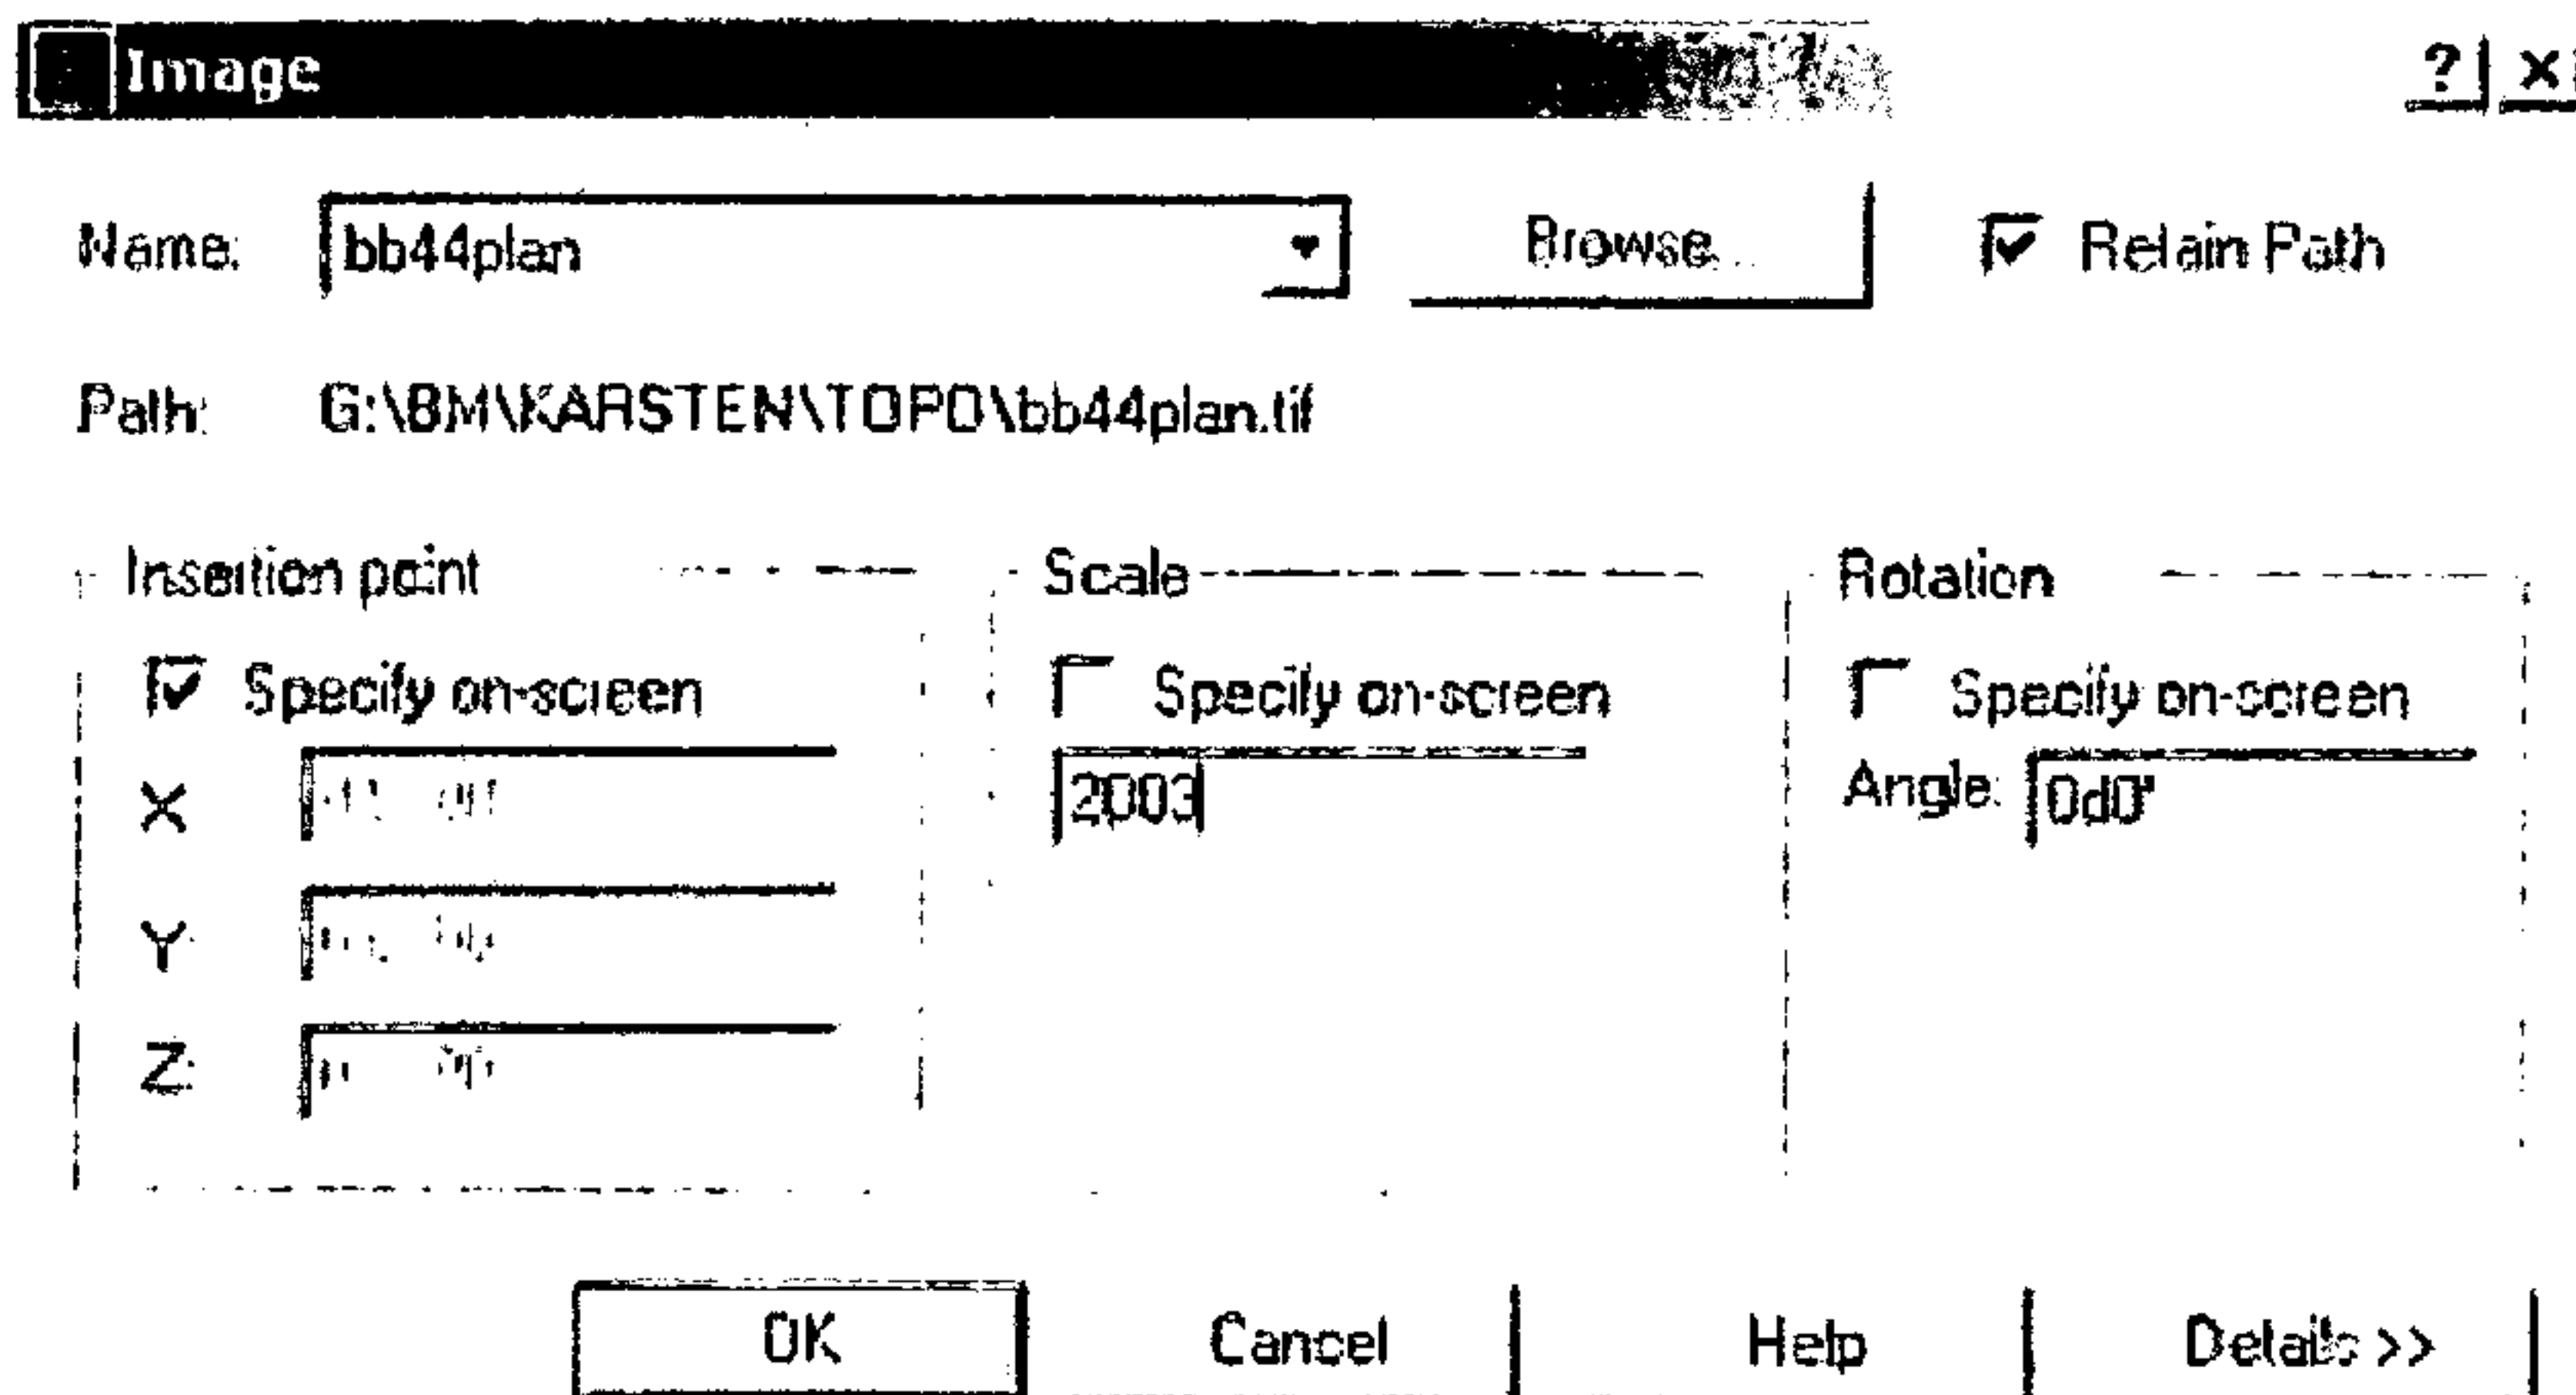 Image
Name: bb44plan Browse... Retain Path
Path: G:\BM\KARSTEN\TOPO\bb44plan.tif
Insertion point Scale Rotation
Specify on-screen Specify on-screen Specify on-screen
X 2003 Angle: 0d0'
Y
Z
OK Cancel Help Details >>